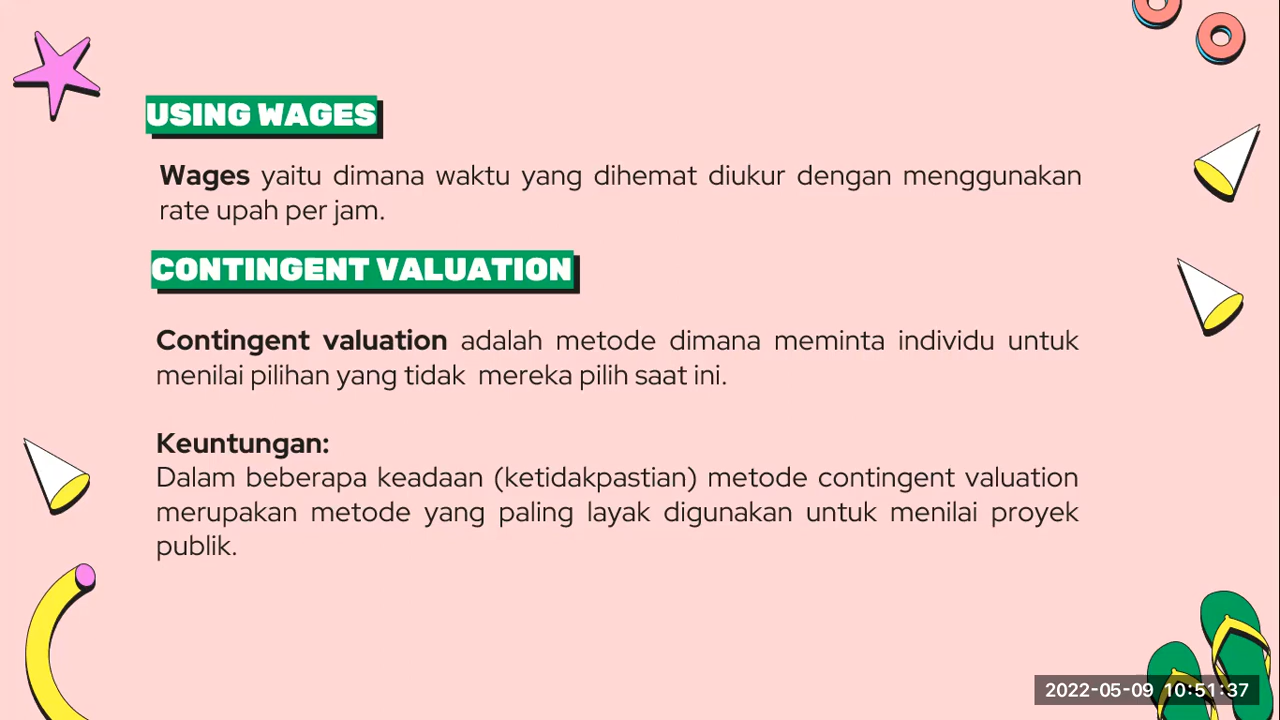 USING WAGES
Wages yaitu dimana waktu yang dihemat diukur dengan menggunakan
rate upah per jam.
CONTINGENT VALUATION
Contingent valuation adalah metode dimana meminta individu untuk
menilai pilihan yang tidak mereka pilih saat ini.
Keuntungan:
Dalam beberapa keadaan (ketidakpastian) metode contingent valuation
merupakan metode yang paling layak digunakan untuk menilai proyek
publik.
2022-05-09 10:51:37